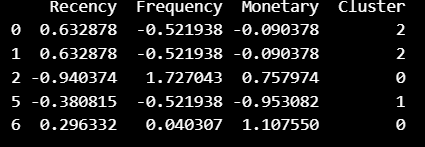 Recency Frequency Monetary Cluster
0 0.632878 -0.521938 -0.090378 2
1 0.632878 -0.521938 -0.090378 2
2 -0.940374 1.727043 0.757974 0
5 -0.380815 -0.521938 -0.953082 1
6 0.296332 0.040307 1.107550 0